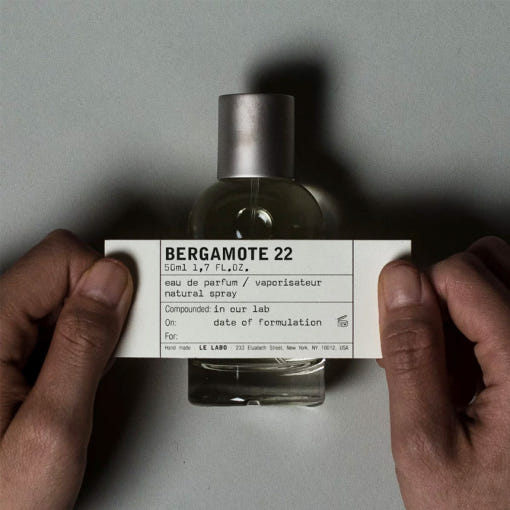 BERGAMOTE 22
50ml 1,7 FL.OZ.
eau de parfum / vaporisateur
natural spray
Compounded: in our lab
On: date of formulation
For:
Hand made - LE LABO - 233 Elizabeth Street, New York, NY 10012, USA